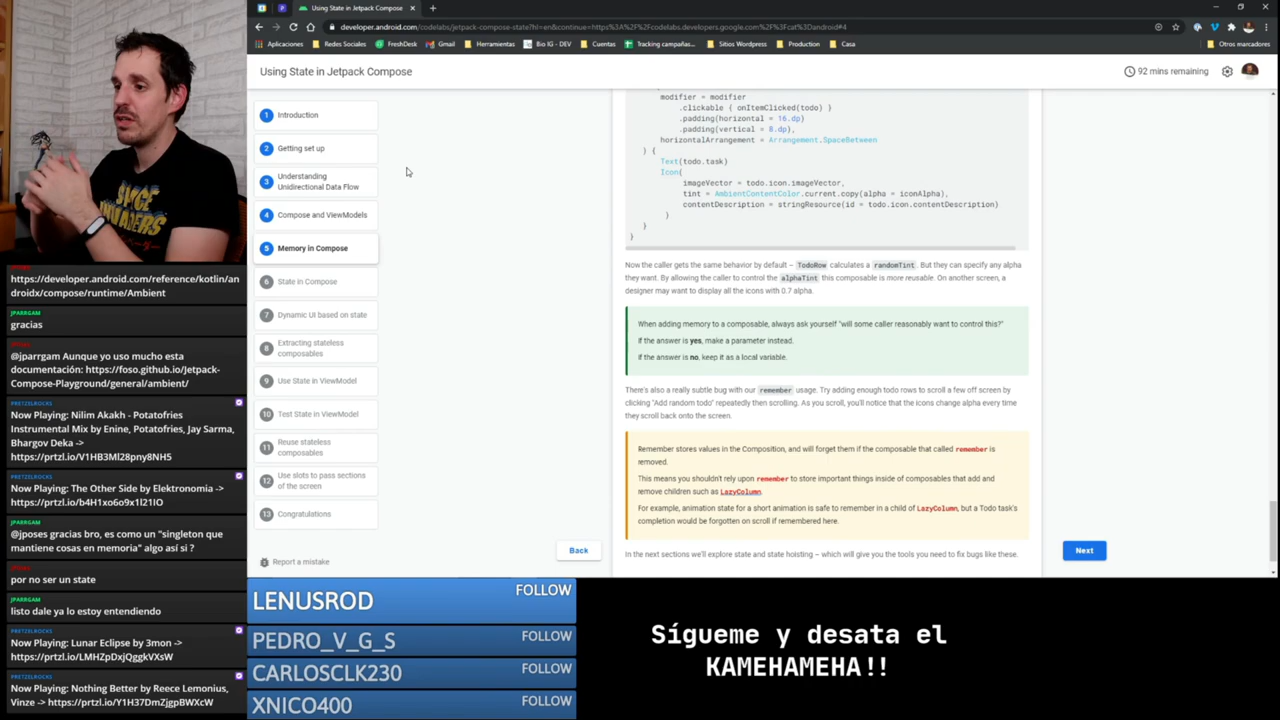 Using State in Jetpack Compose
developer.android.com/codelabs/jetpack-compose-state?hl=en&continue=https%3A%2F%2Fcodelabs.developers.google.com%2F%3Fcat%3Dandroid#4
Aplicaciones
Redes Sociales
FreshDesk
Gmail
Herramientas
Bio IG - DEV
Cuentas
Tracking campañas...
Sitios Wordpress
Production
Casa
Otros marcadores
Using State in Jetpack Compose
92 mins remaining
1 Introduction
2 Getting set up
3 Understanding
Unidirectional Data Flow
4 Compose and ViewModels
5 Memory in Compose
6 State in Compose
7 Dynamic UI based on state
8 Extracting stateless
composables
9 Use State in ViewModel
10 Test State in ViewModel
11 Reuse stateless
composables
12 Use slots to pass sections
of the screen
13 Congratulations
Report a mistake
modifier = modifier
.clickable { onItemClicked(todo) }
.padding(horizontal = 16.dp)
.padding(vertical = 8.dp),
horizontalArrangement = Arrangement.SpaceBetween
) {
Text(todo.task)
Icon(
imageVector = todo.icon.imageVector,
tint = AmbientContentColor.current.copy(alpha = iconAlpha),
contentDescription = stringResource(id = todo.icon.contentDescription)
)
}
}
Now the caller gets the same behavior by default – TodoRow calculates a randomTint. But they can specify any alpha
they want. By allowing the caller to control the alphaTint this composable is more reusable. On another screen, a
designer may want to display all the icons with 0.7 alpha.
When adding memory to a composable, always ask yourself "will some caller reasonably want to control this?"
if the answer is yes, make a parameter instead.
if the answer is no, keep it as a local variable.
There's also a really subtle bug with our remember usage. Try adding enough todo rows to scroll a few off screen by
clicking "Add random todo" repeatedly then scrolling. As you scroll, you'll notice that the icons change alpha every time
they scroll back onto the screen.
Remember stores values in the Composition, and will forget them if the composable that called remember is
removed.
This means you shouldn't rely upon remember to store important things inside of composables that add and
remove children such as LazyColumn.
For example, animation state for a short animation is safe to remember in a child of LazyColumn, but a Todo task's
completion would be forgotten on scroll if remembered here.
In the next sections we'll explore state and state hoisting – which will give you the tools you need to fix bugs like these.
Back
Next
https://developer.android.com/reference/kotlin/an
droidx/compose/runtime/Ambient
JPARRGAM
gracias
@jparrgam Aunque yo uso mucho esta
documentación: https://foso.github.io/Jetpack-
Compose-Playground/general/ambient/
PRETZELROCKS
Now Playing: Nilim Akakh - Potatofries
Instrumental Mix by Enine, Potatofries, Jay Sarma,
Bhargov Deka ->
https://prtzl.io/V1HB3Ml28pny8NH5
PRETZELROCKS
Now Playing: The Other Side by Elektronomia ->
https://prtzl.io/b4H1xo6o9x1l21IO
JPARRGAM
@jposes gracias bro, es como un "singleton que
mantiene cosas en memoria" algo así si ?
JPARRGAM
por no ser un state
JPARRGAM
listo dale ya lo estoy entendiendo
PRETZELROCKS
Now Playing: Lunar Eclipse by 3mon ->
https://prtzl.io/LMHZpDxjQggkVXsW
PRETZELROCKS
Now Playing: Nothing Better by Reece Lemonius,
Vinze -> https://prtzl.io/Y1H37DmZjgpBWXcW
LENUSROD FOLLOW
PEDRO_V_G_S FOLLOW
CARLOSCLK230 FOLLOW
XNICO400 FOLLOW
Sígueme y desata el
KAMEHAMEHA!!